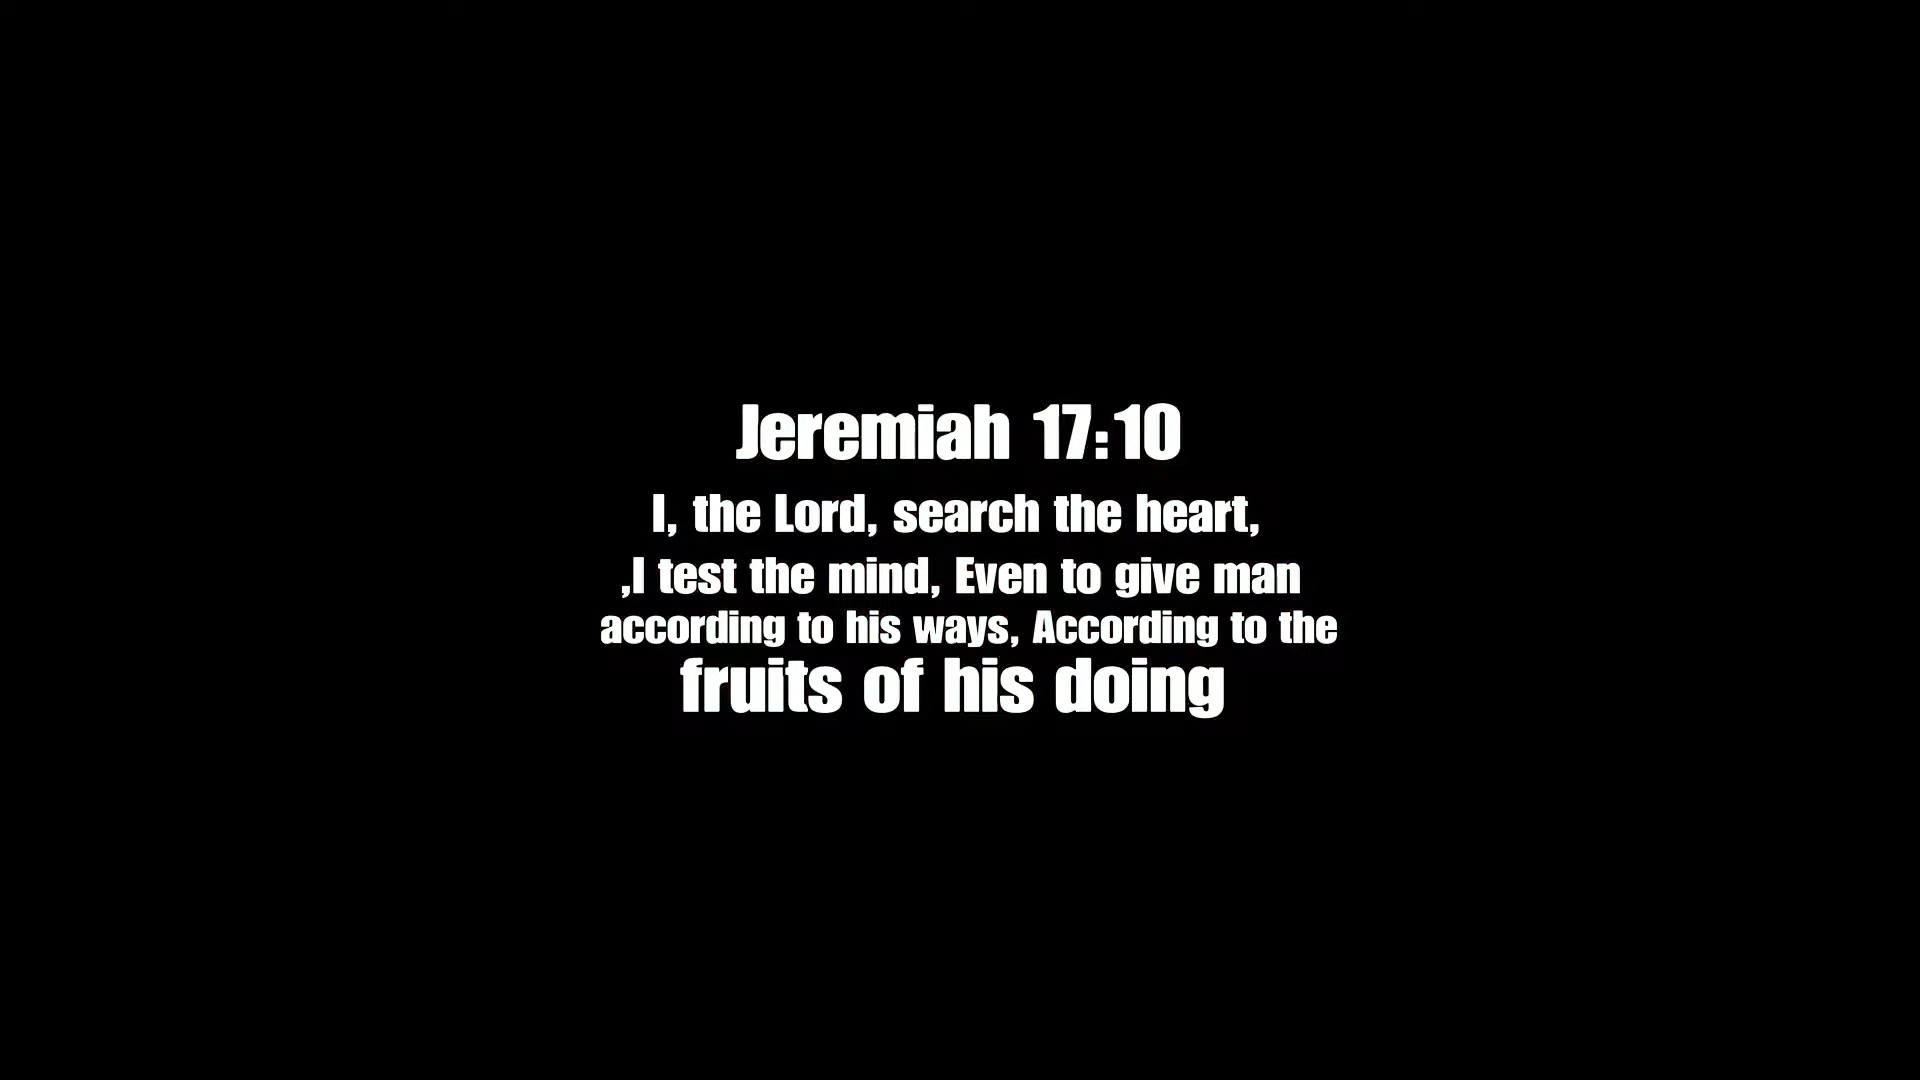 Jeremiah 17:10
I, the Lord, search the heart,
,I test the mind, Even to give man
according to his ways, According to the
fruits of his doing